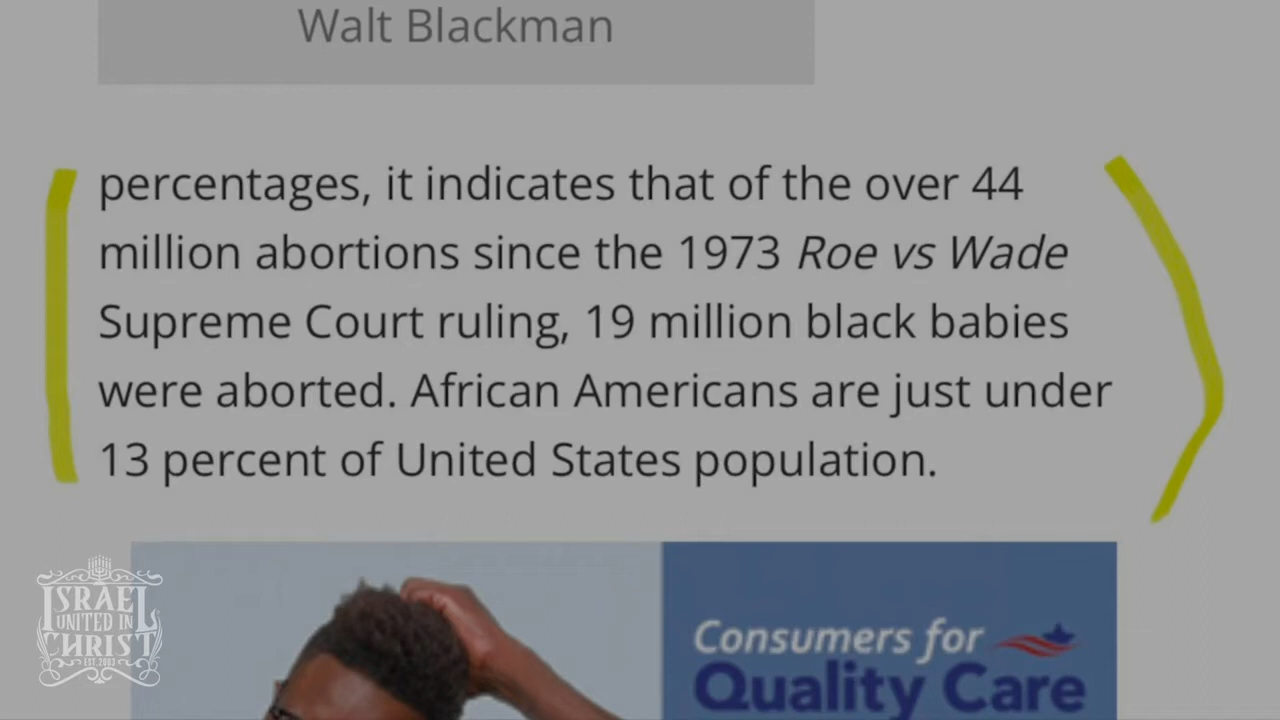 Walt Blackman
percentages, it indicates that of the over 44
million abortions since the 1973 Roe vs Wade
Supreme Court ruling, 19 million black babies
were aborted. African Americans are just under
13 percent of United States population.
Consumers for
Quality Care
ISRAEL
UNITED IN
CHRIST
EST. 2003